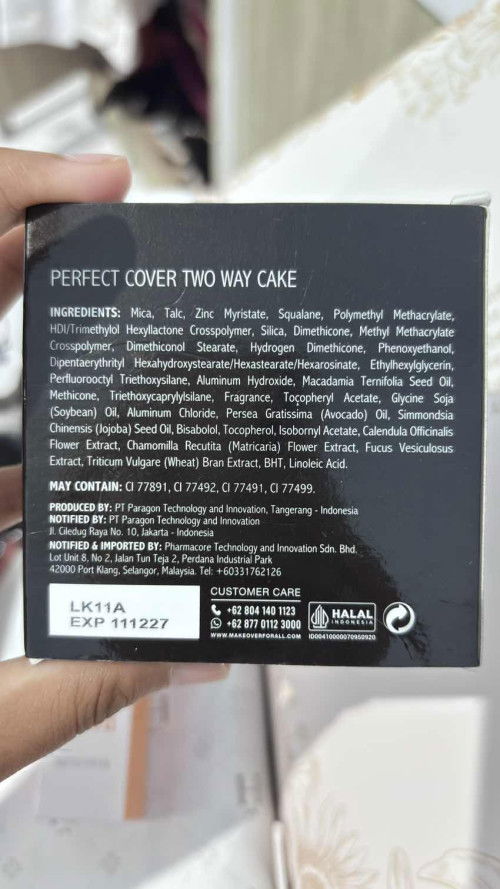 PERFECT COVER TWO WAY CAKE
INGREDIENTS: Mica, Talc, Zinc Myristate, Squalane, Polymethyl Methacrylate,
HDI/Trimethylol Hexyllactone Crosspolymer, Silica, Dimethicone, Methyl Methacrylate
Crosspolymer, Dimethiconol Stearate, Hydrogen Dimethicone, Phenoxyethanol,
Dipentaerythrityl Hexahydroxystearate/Hexastearate/Hexarosinate, Ethylhexylglycerin,
Perfluorooctyl Triethoxysilane, Aluminum Hydroxide, Macadamia Ternifolia Seed Oil,
Methicone, Triethoxycaprylylsilane, Fragrance, Tocopheryl Acetate, Glycine Soja
(Soybean) Oil, Aluminum Chloride, Persea Gratissima (Avocado) Oil, Simmondsia
Chinensis (Jojoba) Seed Oil, Bisabolol, Tocopherol, Isobornyl Acetate, Calendula Officinalis
Flower Extract, Chamomilla Recutita (Matricaria) Flower Extract, Fucus Vesiculosus
Extract, Triticum Vulgare (Wheat) Bran Extract, BHT, Linoleic Acid.
MAY CONTAIN: CI 77891, CI 77492, CI 77491, CI 77499.
PRODUCED BY: PT Paragon Technology and Innovation, Tangerang - Indonesia
NOTIFIED BY: PT Paragon Technology and Innovation
Jl. Ciledug Raya No. 10, Jakarta - Indonesia
NOTIFIED & IMPORTED BY: Pharmacore Technology and Innovation Sdn. Bhd.
Lot Unit 8, No 2, Jalan Tun Teja 2, Perdana Industrial Park
42000 Port Klang, Selangor, Malaysia. Tel: +60331762126
LK11A
EXP 111227
CUSTOMER CARE
+62 804 140 1123
+62 877 0112 3000
WWW.MAKEOVERFORALL.COM
HALAL
INDONESIA
ID00410000070950920